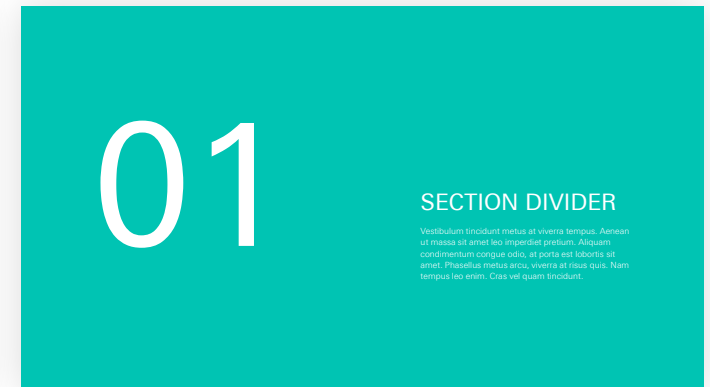 01
SECTION DIVIDER
Vestibulum tincidunt metus at viverra tempus. Aenean
ut massa sit amet leo imperdiet pretium. Aliquam
condimentum congue odio, at porta est lobortis sit
amet. Phasellus metus arcu, viverra at risus quis. Nam
tempus leo enim. Cras vel quam tincidunt.